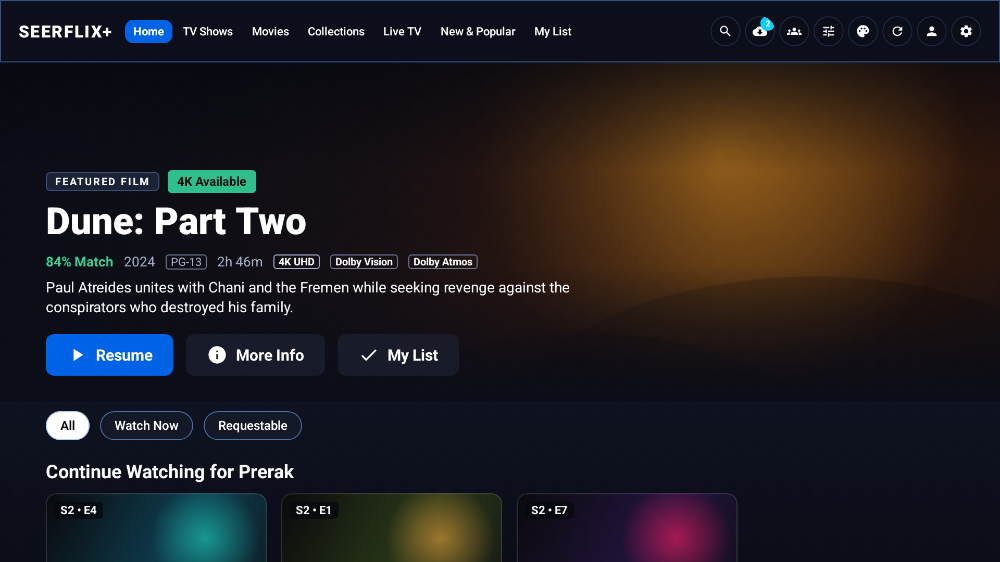 SEERFLIX+ Home TV Shows Movies Collections Live TV New & Popular My List 2
FEATURED FILM 4K Available
Dune: Part Two
84% Match 2024 PG-13 2h 46m 4K UHD Dolby Vision Dolby Atmos
Paul Atreides unites with Chani and the Fremen while seeking revenge against the
conspirators who destroyed his family.
Resume More Info My List
All Watch Now Requestable
Continue Watching for Prerak
S2 • E4 S2 • E1 S2 • E7